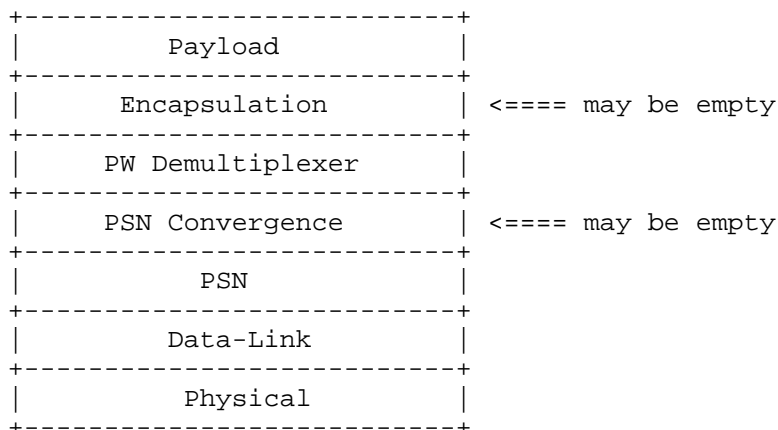 +---------------------------+
|          Payload          |
+---------------------------+
|       Encapsulation       | <==== may be empty
+---------------------------+
|      PW Demultiplexer     |
+---------------------------+
|      PSN Convergence      | <==== may be empty
+---------------------------+
|            PSN            |
+---------------------------+
|          Data-Link        |
+---------------------------+
|           Physical        |
+---------------------------+